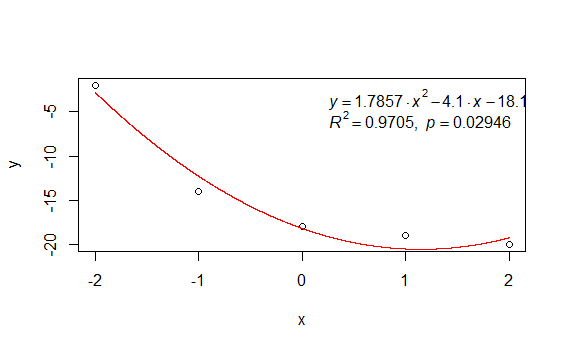 y = 1.7857 · x² − 4.1 · x − 18.1
R² = 0.9705, p = 0.02946
y
-5
-10
-15
-20
-2
-1
0
1
2
x